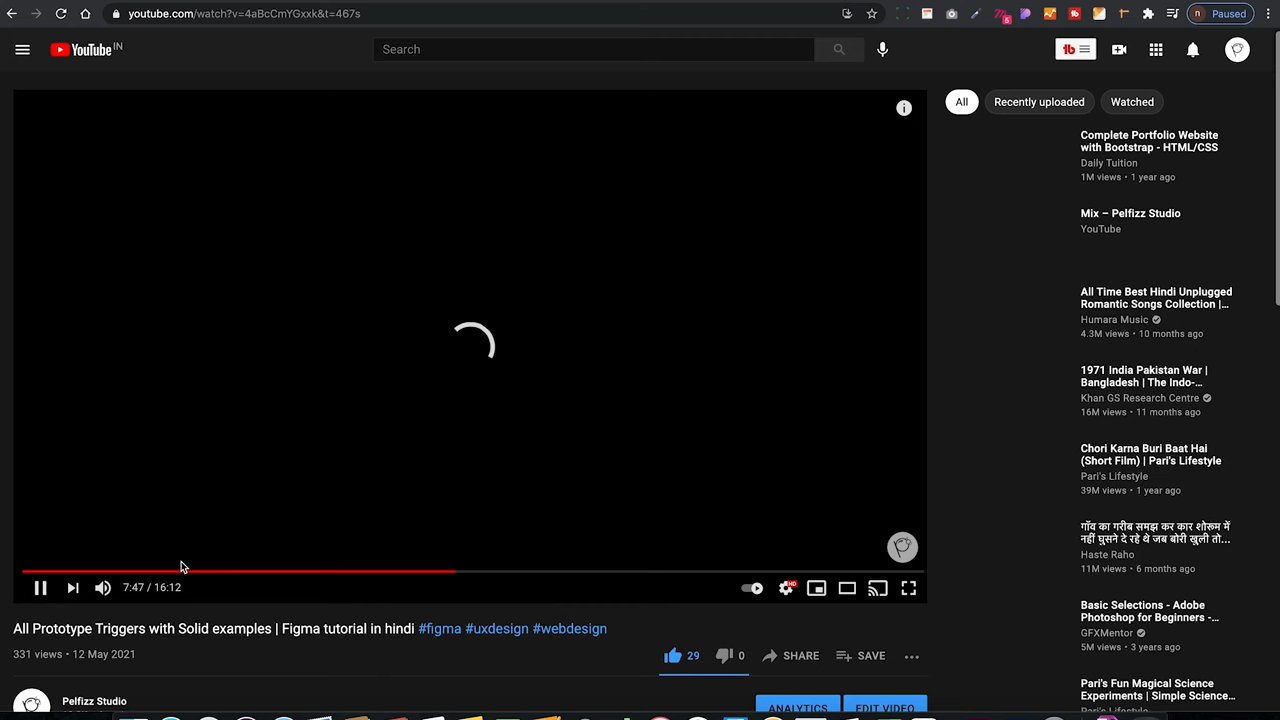 youtube.com/watch?v=4aBcCmYGxxk&t=467s
5
n Paused
YouTube IN
Search
All
Recently uploaded
Watched
Complete Portfolio Website
with Bootstrap - HTML/CSS
Daily Tuition
1M views • 1 year ago
Mix – Pelfizz Studio
YouTube
All Time Best Hindi Unplugged
Romantic Songs Collection |...
Humara Music
4.3M views • 10 months ago
1971 India Pakistan War |
Bangladesh | The Indo-...
Khan GS Research Centre
16M views • 11 months ago
Chori Karna Buri Baat Hai
(Short Film) | Pari's Lifestyle
Pari's Lifestyle
39M views • 1 year ago
गाँव का गरीब समझ कर कार शोरूम में
नहीं घुसने दे रहे थे जब बोरी खुली तो...
Haste Raho
11M views • 6 months ago
Basic Selections - Adobe
Photoshop for Beginners -...
GFXMentor
5M views • 3 years ago
Pari's Fun Magical Science
Experiments | Simple Science...
Pari's Lifestyle
7:47 / 16:12
HD
All Prototype Triggers with Solid examples | Figma tutorial in hindi #figma #uxdesign #webdesign
331 views • 12 May 2021
29
0
SHARE
SAVE
Pelfizz Studio
ANALYTICS
EDIT VIDEO